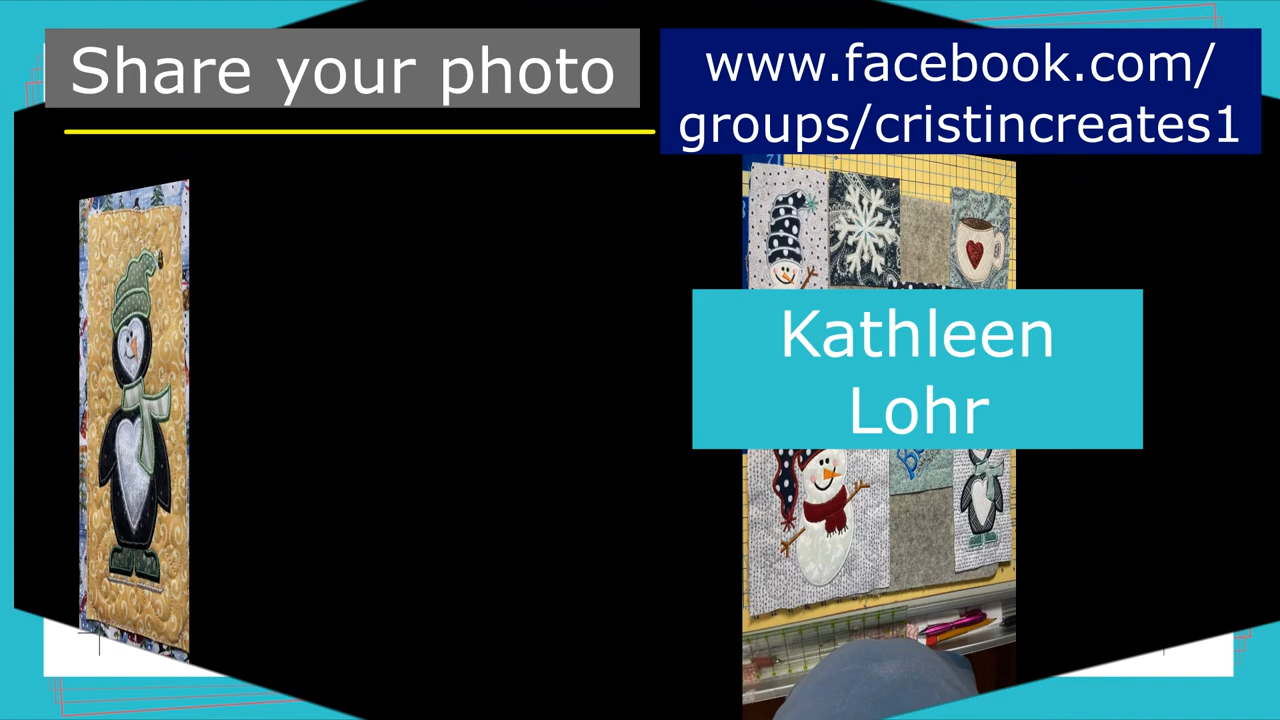 Share your photo
www.facebook.com/
groups/cristincreates1
Kathleen
Lohr